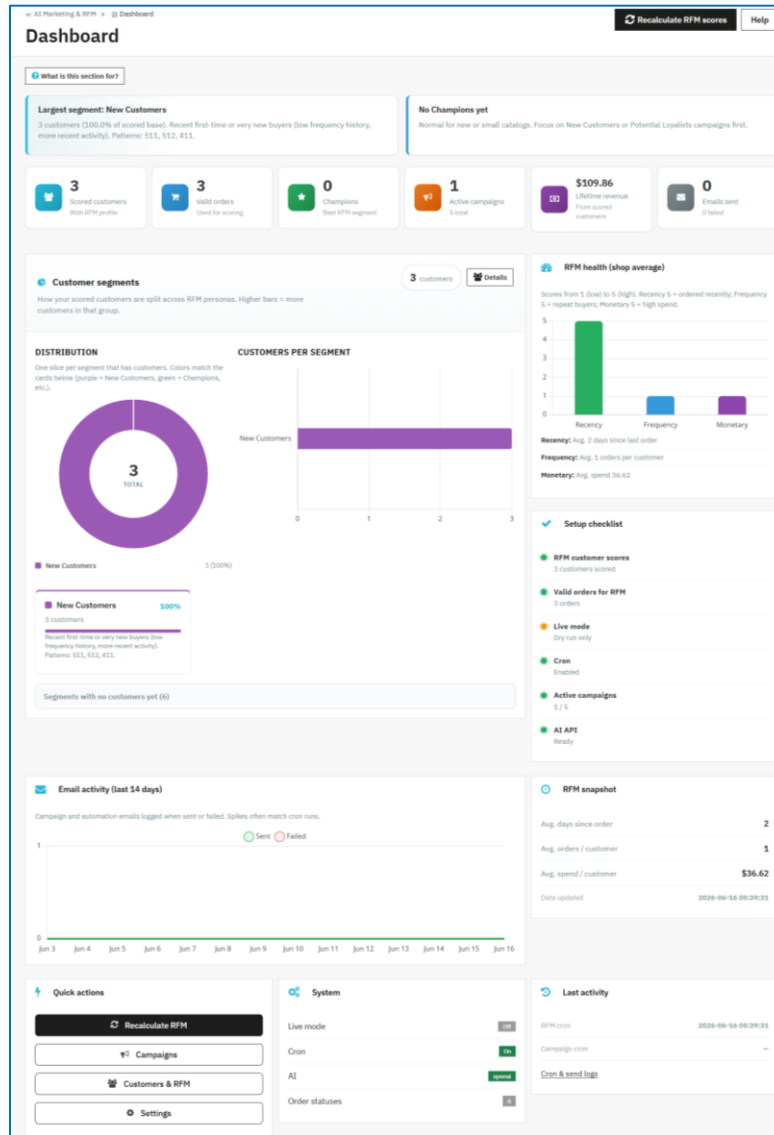 AI Marketing & RFM > Dashboard
Dashboard
Recalculate RFM scores
Help
What is this section for?
Largest segment: New Customers
3 customers (100.0% of scored base). Recent first-time or very new buyers (low frequency history,
more recent activity). Patterns: 511, 512, 411.
No Champions yet
Normal for new or small catalogs. Focus on New Customers or Potential Loyalists campaigns first.
3
Scored customers
With RFM profile
3
Valid orders
Used for scoring
0
Champions
Best RFM segment
1
Active campaigns
5 total
$109.86
Lifetime revenue
From scored
customers
0
Emails sent
0 failed
Customer segments
3 customers
Details
How your scored customers are split across RFM personas. Higher bars = more
customers in that group.
DISTRIBUTION
One slice per segment that has customers. Colors match the
cards below (purple = New Customers, green = Champions,
etc.).
3
TOTAL
New Customers 3 (100%)
CUSTOMERS PER SEGMENT
New Customers
0 1 2 3
New Customers 100%
3 customers
Recent first-time or very new buyers (low
frequency history, more recent activity).
Patterns: 511, 512, 411.
Segments with no customers yet (6)
RFM health (shop average)
Scores from 1 (low) to 5 (high). Recency 5 = ordered recently; Frequency
5 = repeat buyers; Monetary 5 = high spend.
5
4
3
2
1
0
Recency Frequency Monetary
Recency: Avg. 2 days since last order
Frequency: Avg. 1 orders per customer
Monetary: Avg. spend 36.62
Setup checklist
RFM customer scores
3 customers scored
Valid orders for RFM
3 orders
Live mode
Dry run only
Cron
Enabled
Active campaigns
1 / 5
AI API
Ready
Email activity (last 14 days)
Campaign and automation emails logged when sent or failed. Spikes often match cron runs.
Sent Failed
1
0
Jun 3 Jun 4 Jun 5 Jun 6 Jun 7 Jun 8 Jun 9 Jun 10 Jun 11 Jun 12 Jun 13 Jun 14 Jun 15 Jun 16
RFM snapshot
Avg. days since order 2
Avg. orders / customer 1
Avg. spend / customer $36.62
Data updated 2026-06-16 05:39:31
Quick actions
Recalculate RFM
Campaigns
Customers & RFM
Settings
System
Live mode Off
Cron On
AI openai
Order statuses
Last activity
RFM cron 2026-06-16 05:39:31
Campaign cron —
Cron & send logs